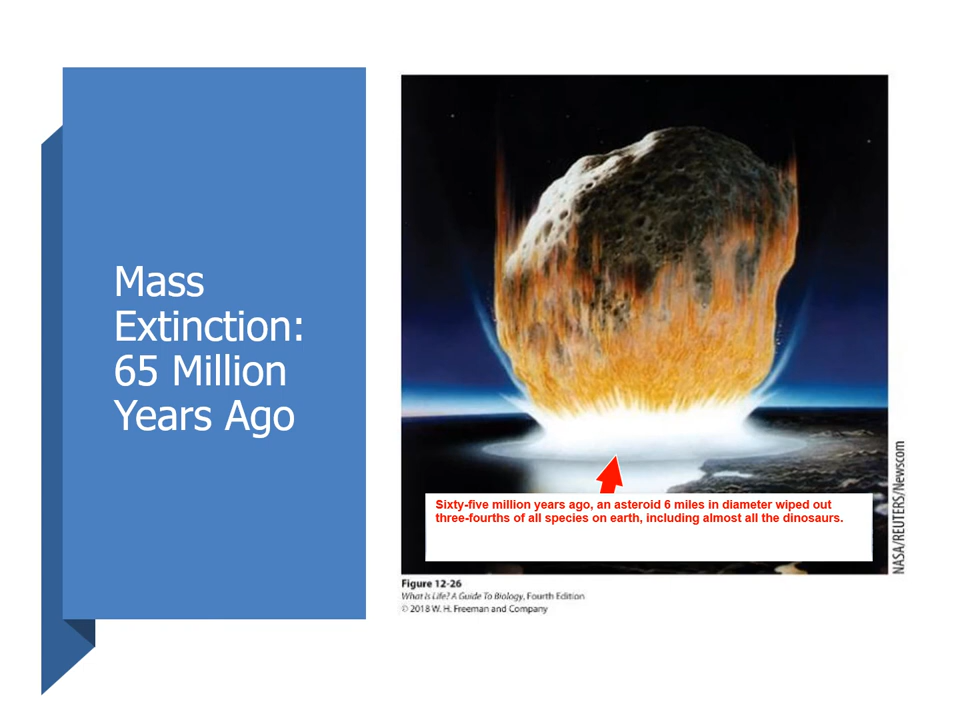 Mass
Extinction:
65 Million
Years Ago
Sixty-five million years ago, an asteroid 6 miles in diameter wiped out
three-fourths of all species on earth, including almost all the dinosaurs.
NASA/REUTERS/Newscom
Figure 12-26
What Is Life? A Guide To Biology, Fourth Edition
© 2018 W. H. Freeman and Company